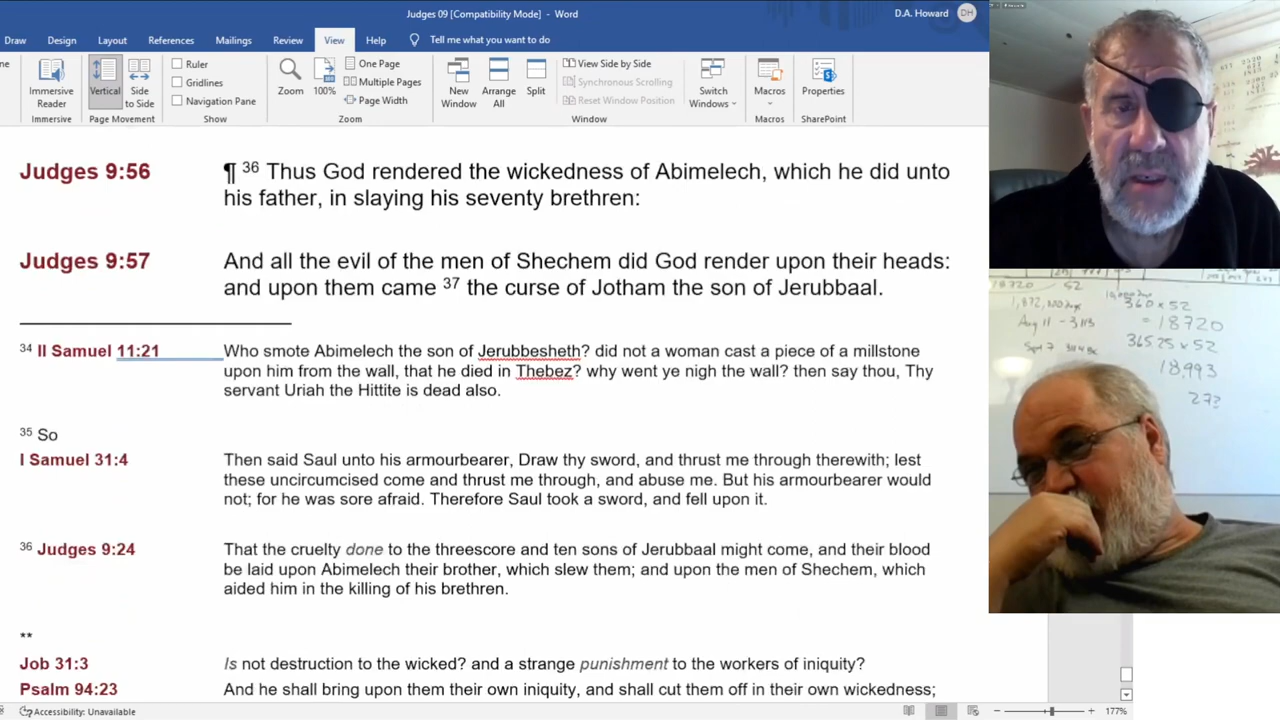 Judges 09 [Compatibility Mode] - Word
D.A. Howard DH
Draw Design Layout References Mailings Review View Help Tell me what you want to do
Immersive Reader
Immersive
Vertical
Side to Side
Page Movement
Ruler
Gridlines
Navigation Pane
Show
Zoom
100%
One Page
Multiple Pages
Page Width
Zoom
New Window
Arrange All
Split
View Side by Side
Synchronous Scrolling
Reset Window Position
Switch Windows
Window
Macros
Macros
Properties
SharePoint
Judges 9:56 ¶ 36 Thus God rendered the wickedness of Abimelech, which he did unto
his father, in slaying his seventy brethren:
Judges 9:57 And all the evil of the men of Shechem did God render upon their heads:
and upon them came 37 the curse of Jotham the son of Jerubbaal.
34 II Samuel 11:21 Who smote Abimelech the son of Jerubbesheth? did not a woman cast a piece of a millstone
upon him from the wall, that he died in Thebez? why went ye nigh the wall? then say thou, Thy
servant Uriah the Hittite is dead also.
35 So
I Samuel 31:4 Then said Saul unto his armourbearer, Draw thy sword, and thrust me through therewith; lest
these uncircumcised come and thrust me through, and abuse me. But his armourbearer would
not; for he was sore afraid. Therefore Saul took a sword, and fell upon it.
36 Judges 9:24 That the cruelty done to the threescore and ten sons of Jerubbaal might come, and their blood
be laid upon Abimelech their brother, which slew them; and upon the men of Shechem, which
aided him in the killing of his brethren.
**
Job 31:3 Is not destruction to the wicked? and a strange punishment to the workers of iniquity?
Psalm 94:23 And he shall bring upon them their own iniquity, and shall cut them off in their own wickedness;
Accessibility: Unavailable
177%
18720 52
360 × 52
= 18720
365.25 × 52
18,993
27?